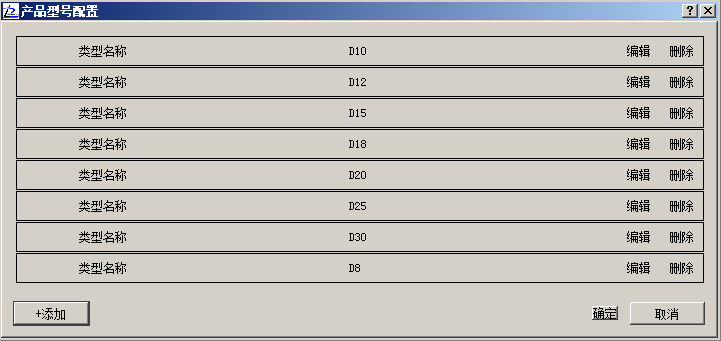 产品型号配置
类型名称 D10 编辑 删除
类型名称 D12 编辑 删除
类型名称 D15 编辑 删除
类型名称 D18 编辑 删除
类型名称 D20 编辑 删除
类型名称 D25 编辑 删除
类型名称 D30 编辑 删除
类型名称 D8 编辑 删除
+添加 确定 取消